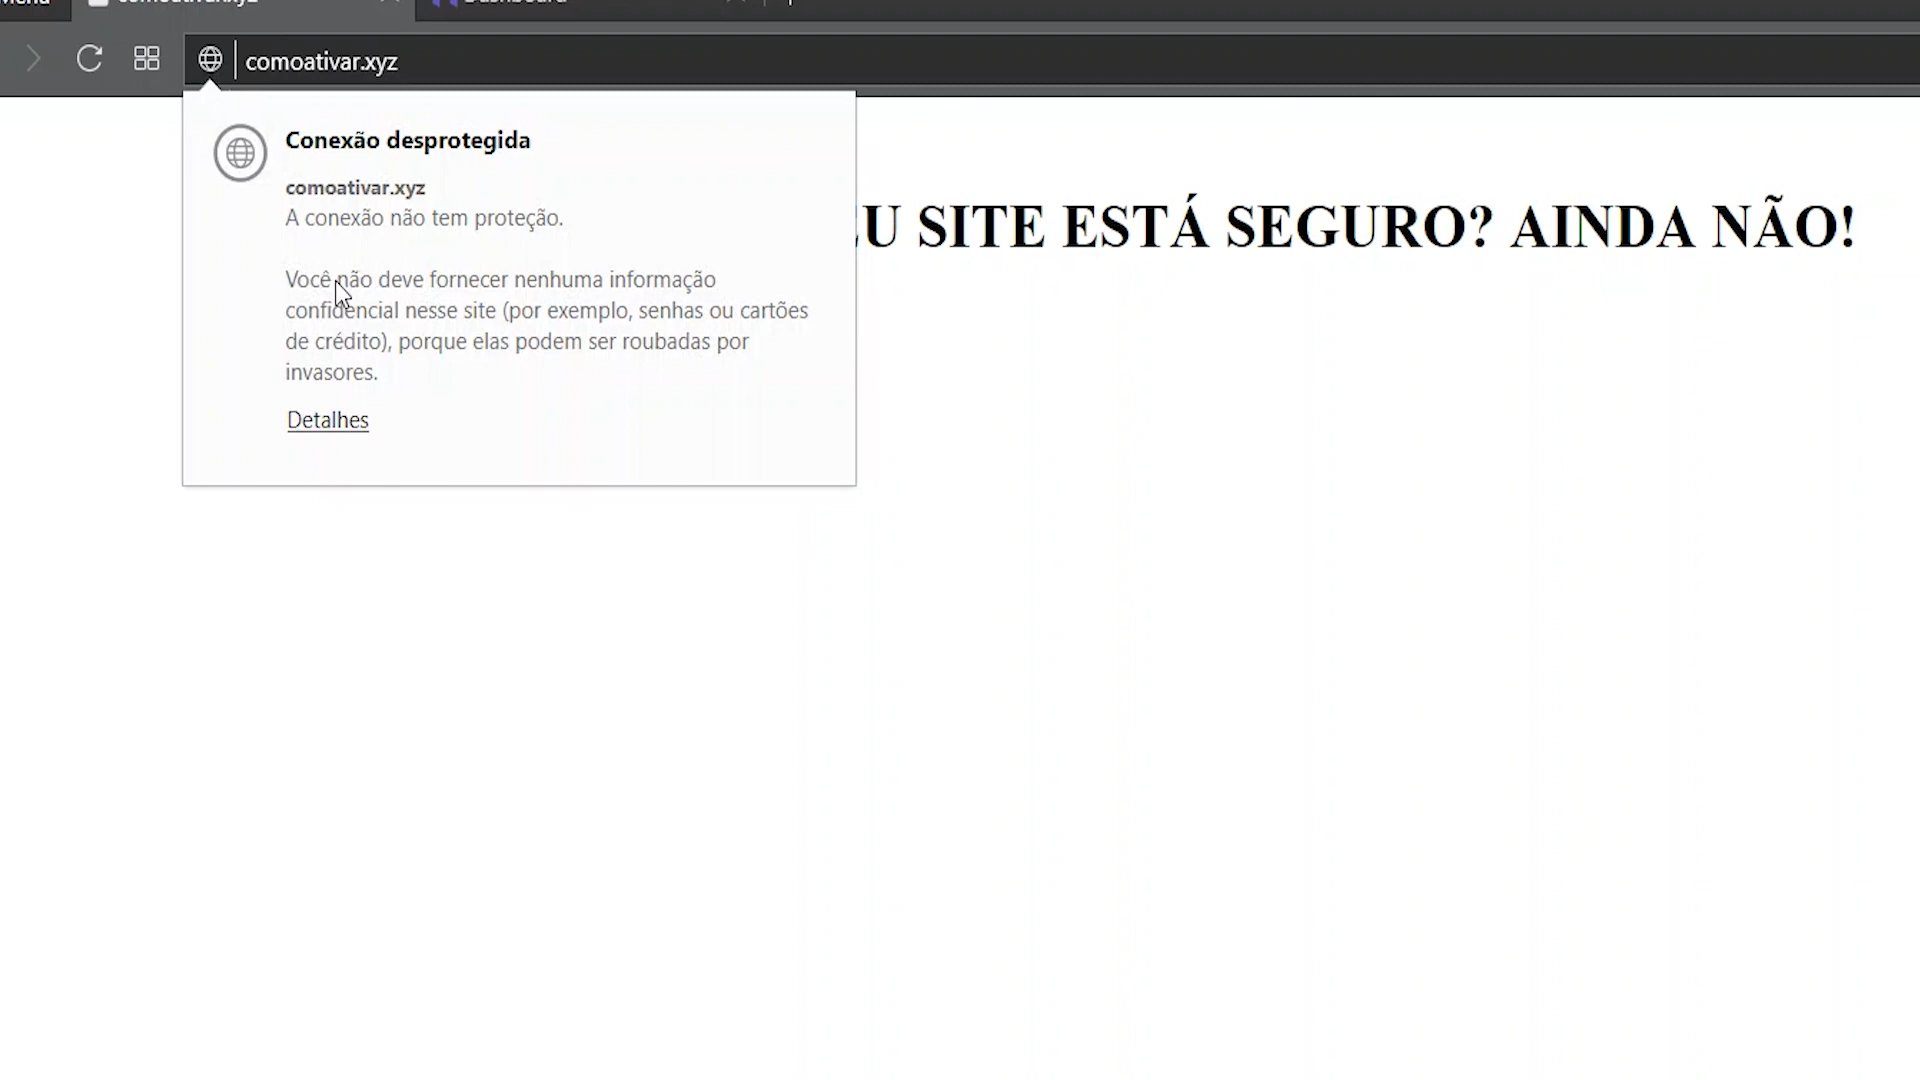 comoativar.xyz
Conexão desprotegida
comoativar.xyz
A conexão não tem proteção.
EU SITE ESTÁ SEGURO? AINDA NÃO!
Você não deve fornecer nenhuma informação
confidencial nesse site (por exemplo, senhas ou cartões
de crédito), porque elas podem ser roubadas por
invasores.
Detalhes